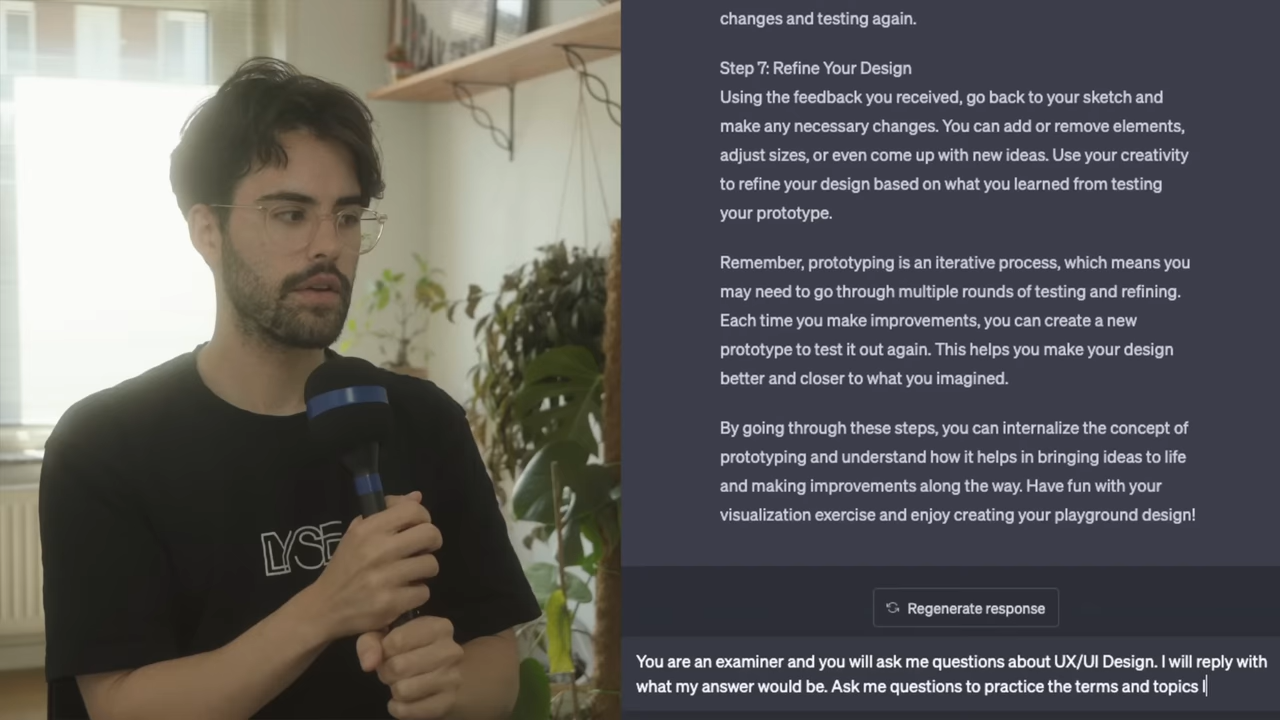 LYSE
changes and testing again.
Step 7: Refine Your Design
Using the feedback you received, go back to your sketch and
make any necessary changes. You can add or remove elements,
adjust sizes, or even come up with new ideas. Use your creativity
to refine your design based on what you learned from testing
your prototype.
Remember, prototyping is an iterative process, which means you
may need to go through multiple rounds of testing and refining.
Each time you make improvements, you can create a new
prototype to test it out again. This helps you make your design
better and closer to what you imagined.
By going through these steps, you can internalize the concept of
prototyping and understand how it helps in bringing ideas to life
and making improvements along the way. Have fun with your
visualization exercise and enjoy creating your playground design!
Regenerate response
You are an examiner and you will ask me questions about UX/UI Design. I will reply with
what my answer would be. Ask me questions to practice the terms and topics I